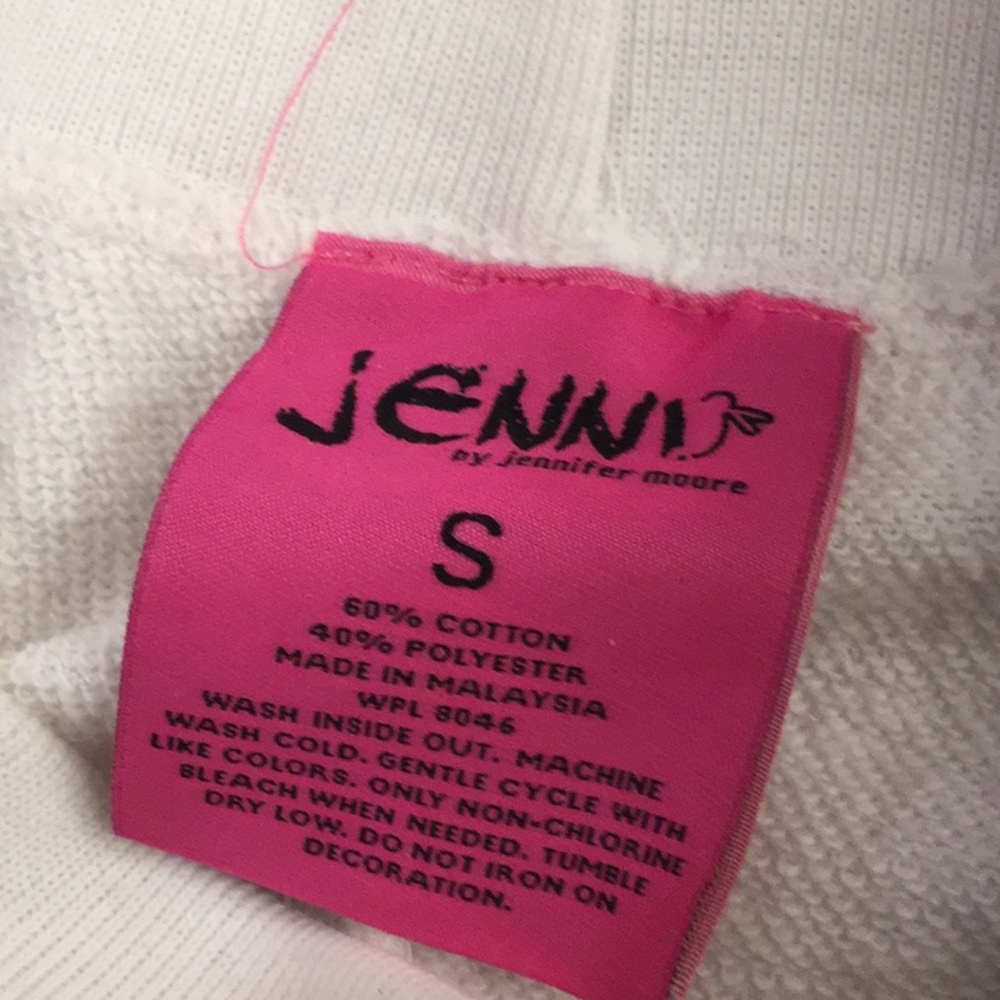 JENNI
by jennifer moore
S
60% COTTON
40% POLYESTER
MADE IN MALAYSIA
WPL 8046
WASH INSIDE OUT. MACHINE
WASH COLD. GENTLE CYCLE WITH
LIKE COLORS. ONLY NON-CHLORINE
BLEACH WHEN NEEDED. TUMBLE
DRY LOW. DO NOT IRON ON
DECORATION.